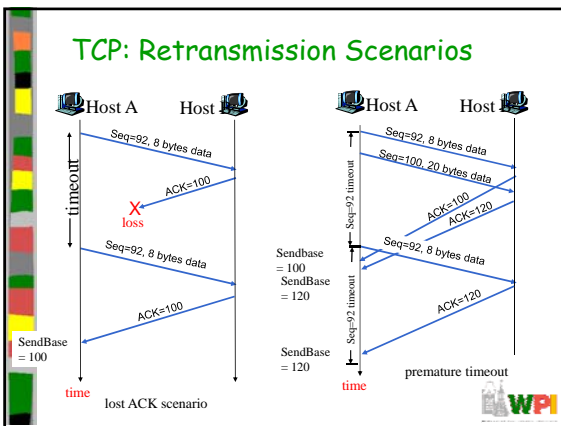 TCP: Retransmission Scenarios
Host A
Host
timeout
Seq=92, 8 bytes data
ACK=100
X
loss
Seq=92, 8 bytes data
ACK=100
SendBase
= 100
time
lost ACK scenario
Host A
Host
Seq=92 timeout
Seq=92, 8 bytes data
Seq=100, 20 bytes data
ACK=100
ACK=120
Sendbase
= 100
SendBase
= 120
Seq=92 timeout
Seq=92, 8 bytes data
ACK=120
SendBase
= 120
time
premature timeout
WPI